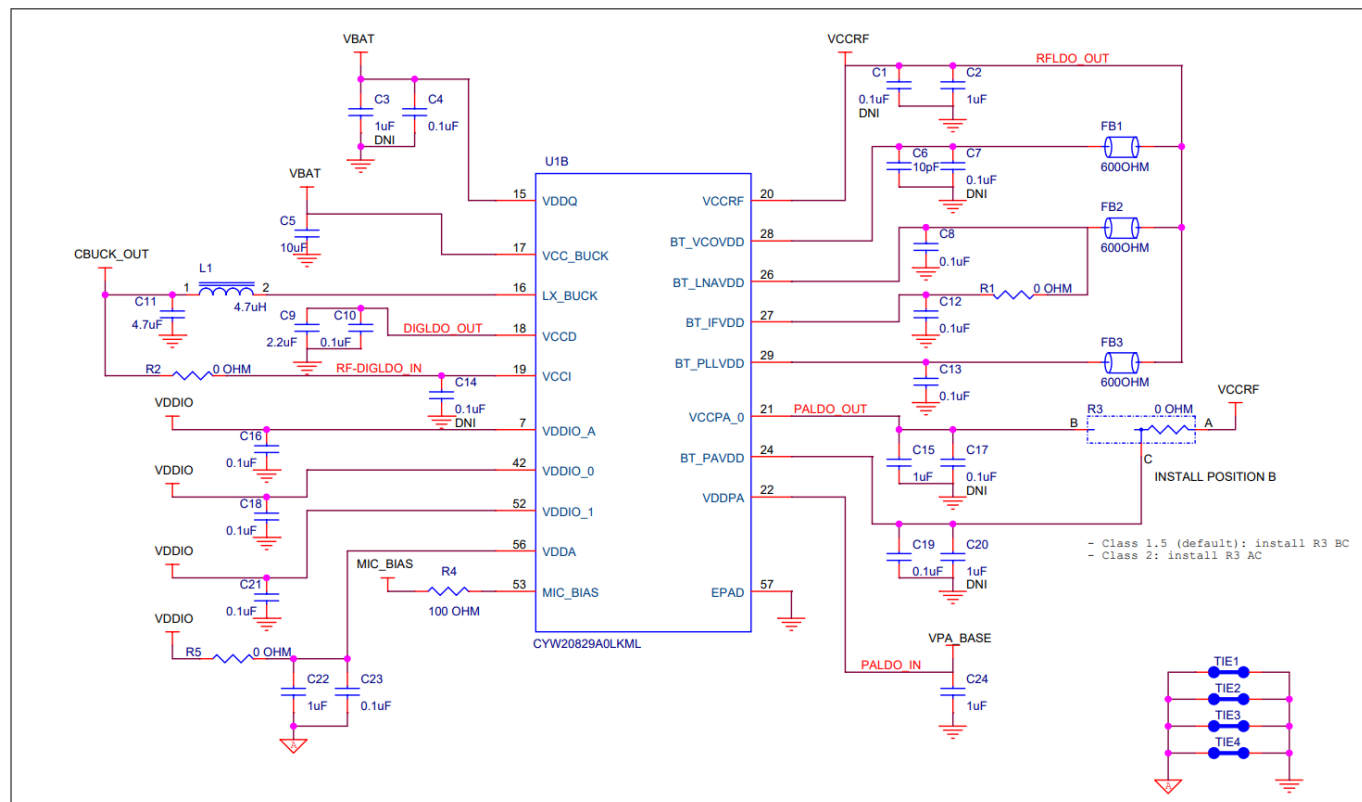 VBAT
C3
1uF
DNI
C4
0.1uF
VBAT
C5
10uF
CBUCK_OUT
C11
4.7uF
1
L1
2
4.7uH
C9
2.2uF
C10
0.1uF
DIGLDO_OUT
R2
0 OHM
RF-DIGLDO_IN
C14
0.1uF
DNI
VDDIO
C16
0.1uF
VDDIO
C18
0.1uF
VDDIO
C21
0.1uF
VDDIO
R5
0 OHM
C22
1uF
C23
0.1uF
A
MIC_BIAS
R4
100 OHM
U1B
15 VDDQ
17 VCC_BUCK
16 LX_BUCK
18 VCCD
19 VCCI
7 VDDIO_A
42 VDDIO_0
52 VDDIO_1
56 VDDA
53 MIC_BIAS
VCCRF 20
BT_VCOVDD 28
BT_LNAVDD 26
BT_IFVDD 27
BT_PLLVDD 29
VCCPA_0 21
BT_PAVDD 24
VDDPA 22
EPAD 57
CYW20829A0LKML
VCCRF
RFLDO_OUT
C1
0.1uF
DNI
C2
1uF
C6
10pF
C7
0.1uF
DNI
FB1
600OHM
C8
0.1uF
FB2
600OHM
C12
0.1uF
R1
0 OHM
C13
0.1uF
FB3
600OHM
PALDO_OUT
C15
1uF
C17
0.1uF
DNI
VCCRF
R3
0 OHM
B
A
C
INSTALL POSITION B
C19
0.1uF
C20
1uF
DNI
- Class 1.5 (default): install R3 BC
- Class 2: install R3 AC
VPA_BASE
PALDO_IN
C24
1uF
TIE1
TIE2
TIE3
TIE4
A